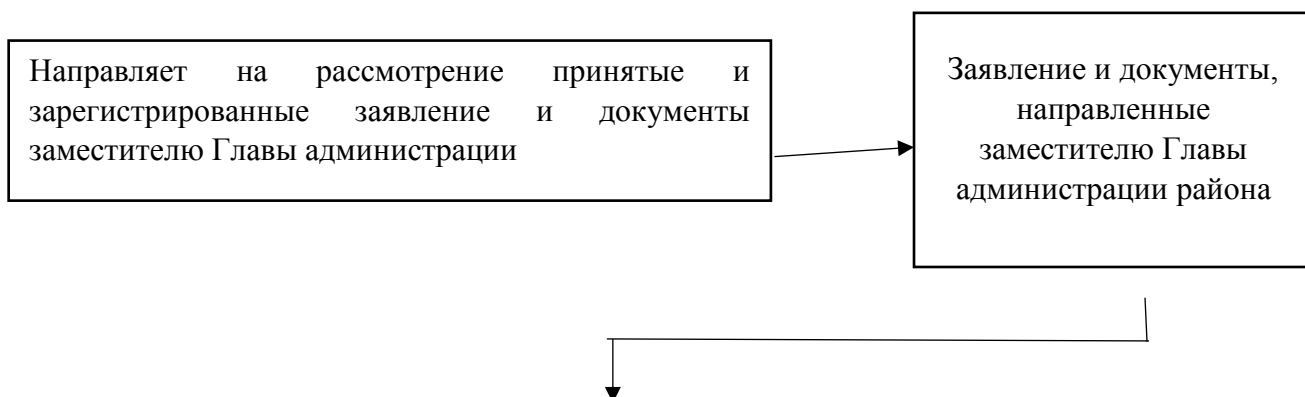 Направляет на рассмотрение принятые и
зарегистрированные заявление и документы
заместителю Главы администрации
Заявление и документы,
направленные
заместителю Главы
администрации района